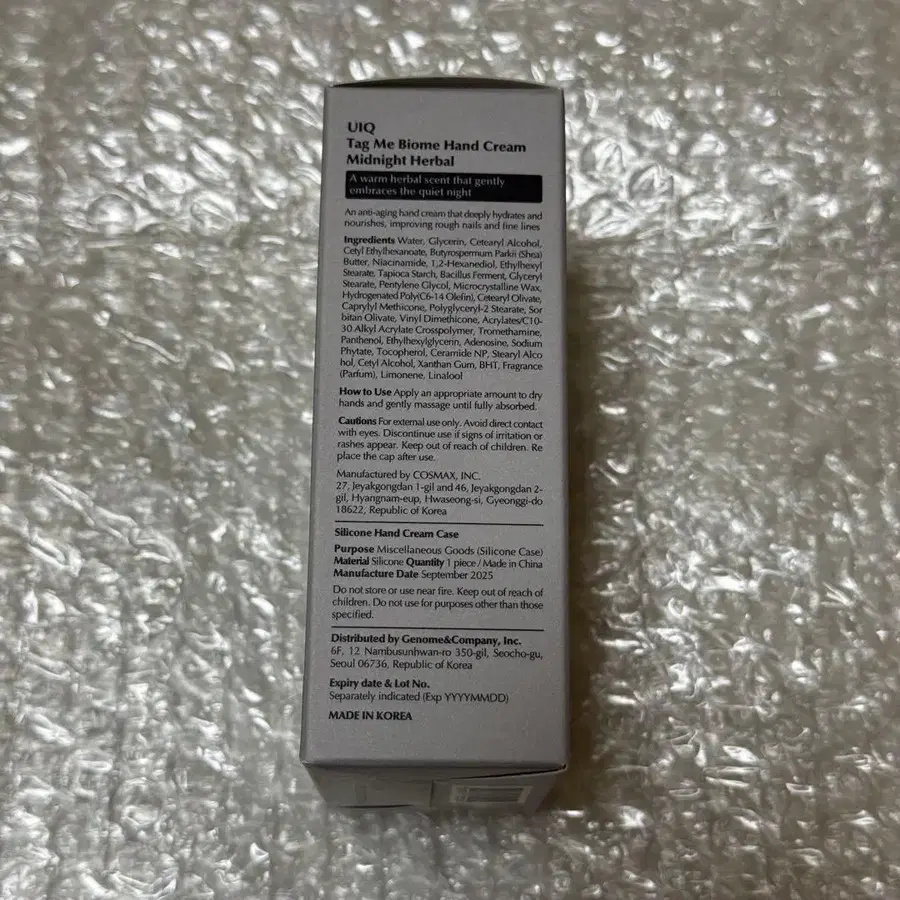 UIQ
Tag Me Biome Hand Cream
Midnight Herbal
A warm herbal scent that gently
embraces the quiet night
An anti-aging hand cream that deeply hydrates and
nourishes, improving rough nails and fine lines
Ingredients Water, Glycerin, Cetearyl Alcohol,
Cetyl Ethylhexanoate, Butyrospermum Parkii (Shea)
Butter, Niacinamide, 1,2-Hexanediol, Ethylhexyl
Stearate, Tapioca Starch, Bacillus Ferment, Glyceryl
Stearate, Pentylene Glycol, Microcrystalline Wax,
Hydrogenated Poly(C6-14 Olefin), Cetearyl Olivate,
Caprylyl Methicone, Polyglyceryl-2 Stearate, Sor
bitan Olivate, Vinyl Dimethicone, Acrylates/C10-
30 Alkyl Acrylate Crosspolymer, Tromethamine,
Panthenol, Ethylhexylglycerin, Adenosine, Sodium
Phytate, Tocopherol, Ceramide NP, Stearyl Alco
hol, Cetyl Alcohol, Xanthan Gum, BHT, Fragrance
(Parfum), Limonene, Linalool
How to Use Apply an appropriate amount to dry
hands and gently massage until fully absorbed.
Cautions For external use only. Avoid direct contact
with eyes. Discontinue use if signs of irritation or
rashes appear. Keep out of reach of children. Re
place the cap after use.
Manufactured by COSMAX, INC.
27, Jeyakgongdan 1-gil and 46, Jeyakgongdan 2-
gil, Hyangnam-eup, Hwaseong-si, Gyeonggi-do
18622, Republic of Korea
Silicone Hand Cream Case
Purpose Miscellaneous Goods (Silicone Case)
Material Silicone Quantity 1 piece / Made in China
Manufacture Date September 2025
Do not store or use near fire. Keep out of reach of
children. Do not use for purposes other than those
specified.
Distributed by Genome&Company, Inc.
6F, 12 Nambusunhwan-ro 350-gil, Seocho-gu,
Seoul 06736, Republic of Korea
Expiry date & Lot No.
Separately indicated (Exp YYYYMMDD)
MADE IN KOREA